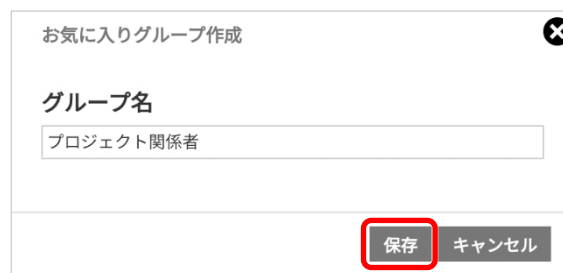 お気に入りグループ作成
グループ名
プロジェクト関係者
保存 キャンセル